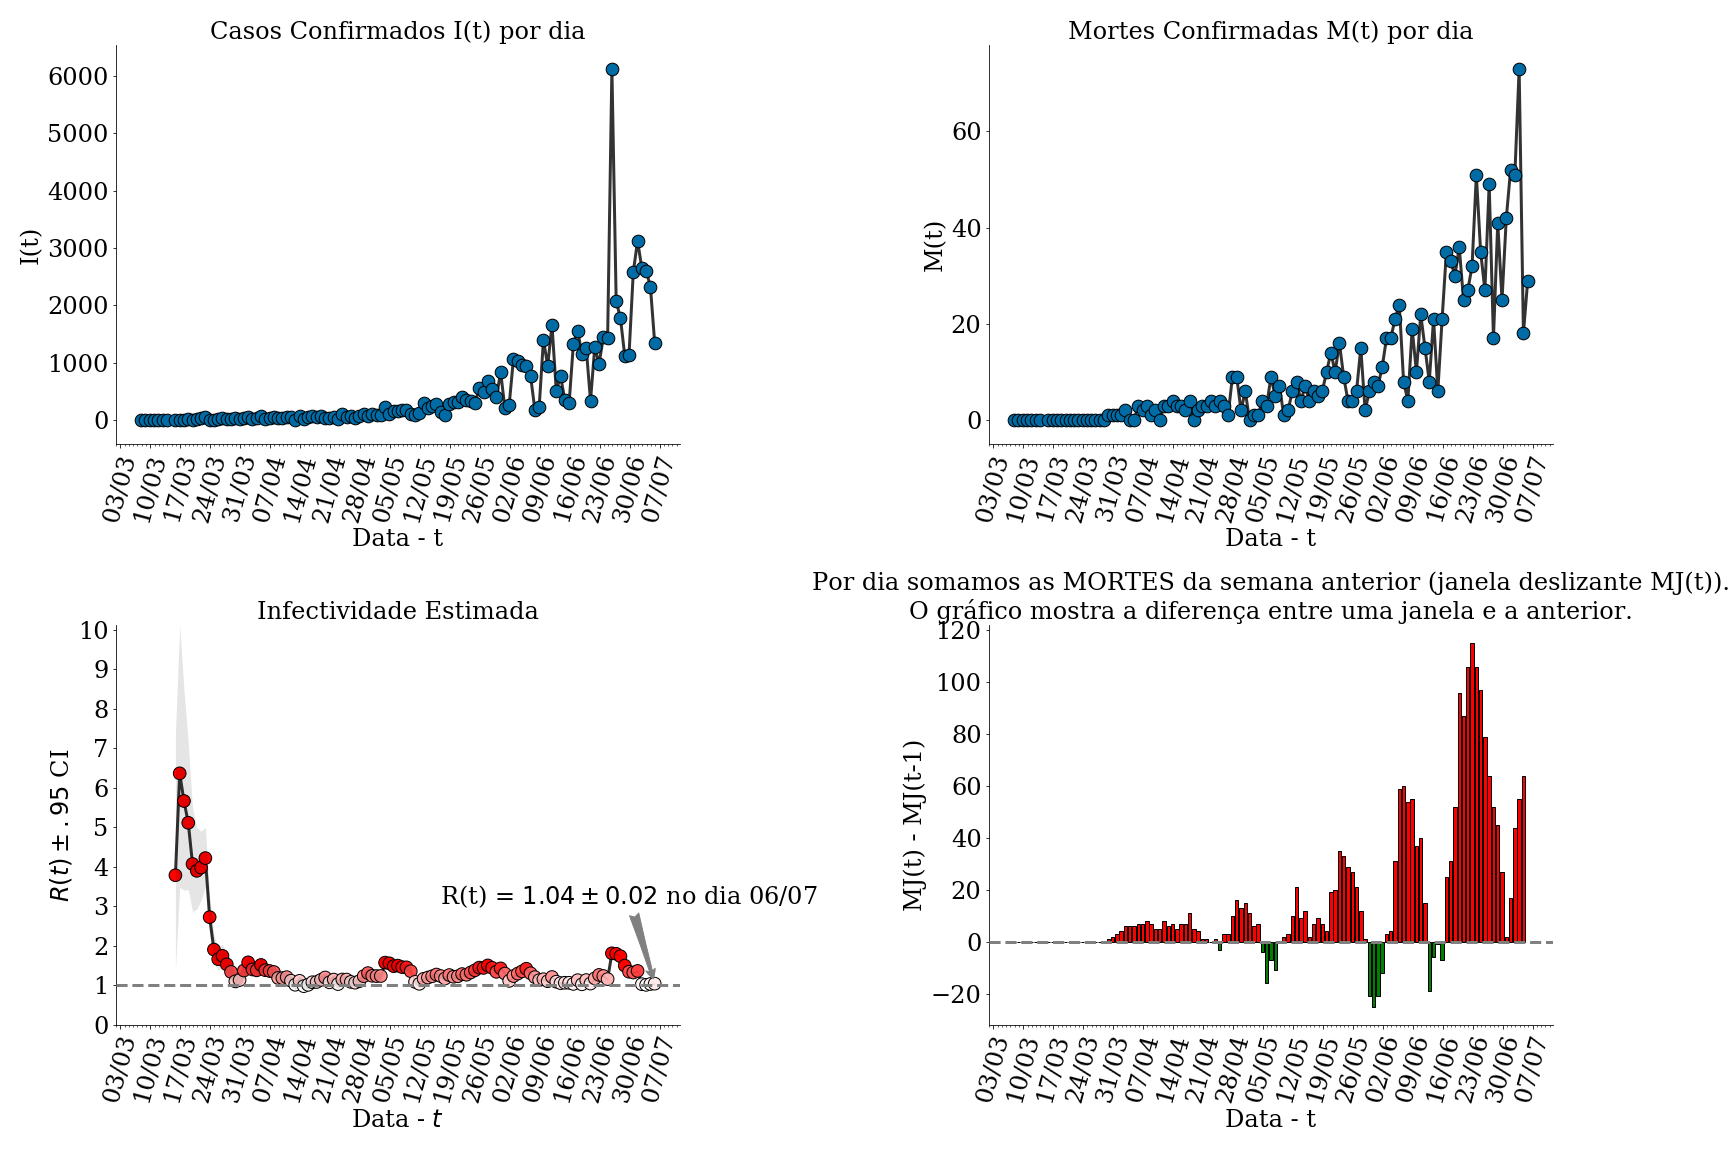 Casos Confirmados I(t) por dia
I(t)
6000
5000
4000
3000
2000
1000
0
03/03 10/03 17/03 24/03 31/03 07/04 14/04 21/04 28/04 05/05 12/05 19/05 26/05 02/06 09/06 16/06 23/06 30/06 07/07
Data - t
Mortes Confirmadas M(t) por dia
M(t)
60
40
20
0
03/03 10/03 17/03 24/03 31/03 07/04 14/04 21/04 28/04 05/05 12/05 19/05 26/05 02/06 09/06 16/06 23/06 30/06 07/07
Data - t
Infectividade Estimada
R(t) ± .95 CI
10
9
8
7
6
5
4
3
2
1
0
R(t) = 1.04 ± 0.02 no dia 06/07
03/03 10/03 17/03 24/03 31/03 07/04 14/04 21/04 28/04 05/05 12/05 19/05 26/05 02/06 09/06 16/06 23/06 30/06 07/07
Data - t
Por dia somamos as MORTES da semana anterior (janela deslizante MJ(t)).
O gráfico mostra a diferença entre uma janela e a anterior.
MJ(t) - MJ(t-1)
120
100
80
60
40
20
0
−20
03/03 10/03 17/03 24/03 31/03 07/04 14/04 21/04 28/04 05/05 12/05 19/05 26/05 02/06 09/06 16/06 23/06 30/06 07/07
Data - t